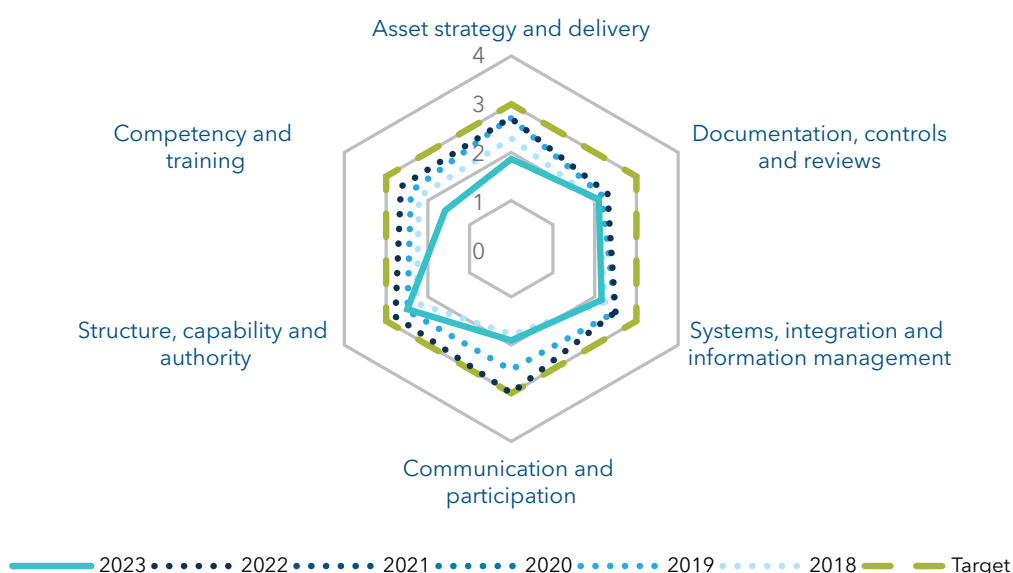 Asset strategy and delivery
4
3
2
1
0
Competency and
training
Documentation, controls
and reviews
Structure, capability and
authority
Systems, integration and
information management
Communication and
participation
2023 2022 2021 2020 2019 2018 Target